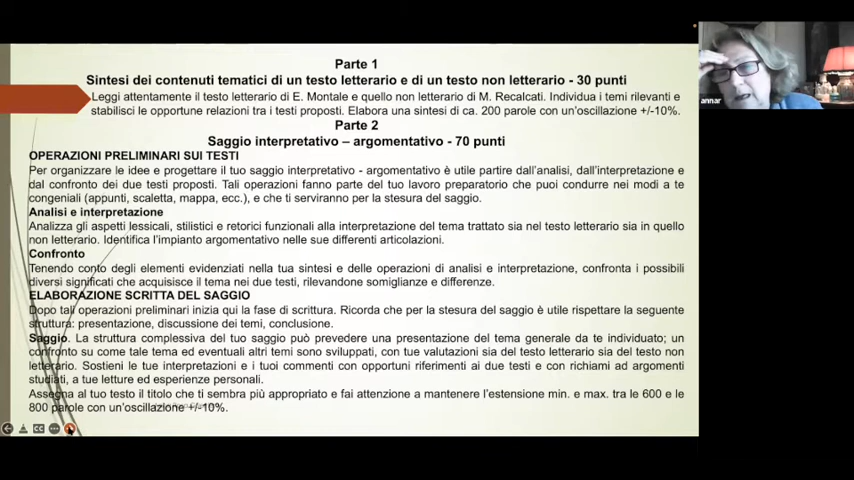 Parte 1
Sintesi dei contenuti tematici di un testo letterario e di un testo non letterario - 30 punti
Leggi attentamente il testo letterario di E. Montale e quello non letterario di M. Recalcati. Individua i temi rilevanti e
stabilisci le opportune relazioni tra i testi proposti. Elabora una sintesi di ca. 200 parole con un'oscillazione +/-10%.
Parte 2
Saggio interpretativo – argomentativo - 70 punti
OPERAZIONI PRELIMINARI SUI TESTI
Per organizzare le idee e progettare il tuo saggio interpretativo - argomentativo è utile partire dall'analisi, dall'interpretazione e
dal confronto dei due testi proposti. Tali operazioni fanno parte del tuo lavoro preparatorio che puoi condurre nei modi a te
congeniali (appunti, scaletta, mappa, ecc.), e che ti serviranno per la stesura del saggio.
Analisi e interpretazione
Analizza gli aspetti lessicali, stilistici e retorici funzionali alla interpretazione del tema trattato sia nel testo letterario sia in quello
non letterario. Identifica l'impianto argomentativo nelle sue differenti articolazioni.
Confronto
Tenendo conto degli elementi evidenziati nella tua sintesi e delle operazioni di analisi e interpretazione, confronta i possibili
diversi significati che acquisisce il tema nei due testi, rilevandone somiglianze e differenze.
ELABORAZIONE SCRITTA DEL SAGGIO
Dopo tali operazioni preliminari inizia qui la fase di scrittura. Ricorda che per la stesura del saggio è utile rispettare la seguente
struttura: presentazione, discussione dei temi, conclusione.
Saggio. La struttura complessiva del tuo saggio può prevedere una presentazione del tema generale da te individuato; un
confronto su come tale tema ed eventuali altri temi sono sviluppati, con tue valutazioni sia del testo letterario sia del testo non
letterario. Sostieni le tue interpretazioni e i tuoi commenti con opportuni riferimenti ai due testi e con richiami ad argomenti
studiati, a tue letture ed esperienze personali.
Assegna al tuo testo il titolo che ti sembra più appropriato e fai attenzione a mantenere l'estensione min. e max. tra le 600 e le
800 parole con un'oscillazione +/-10%.
CC
annar